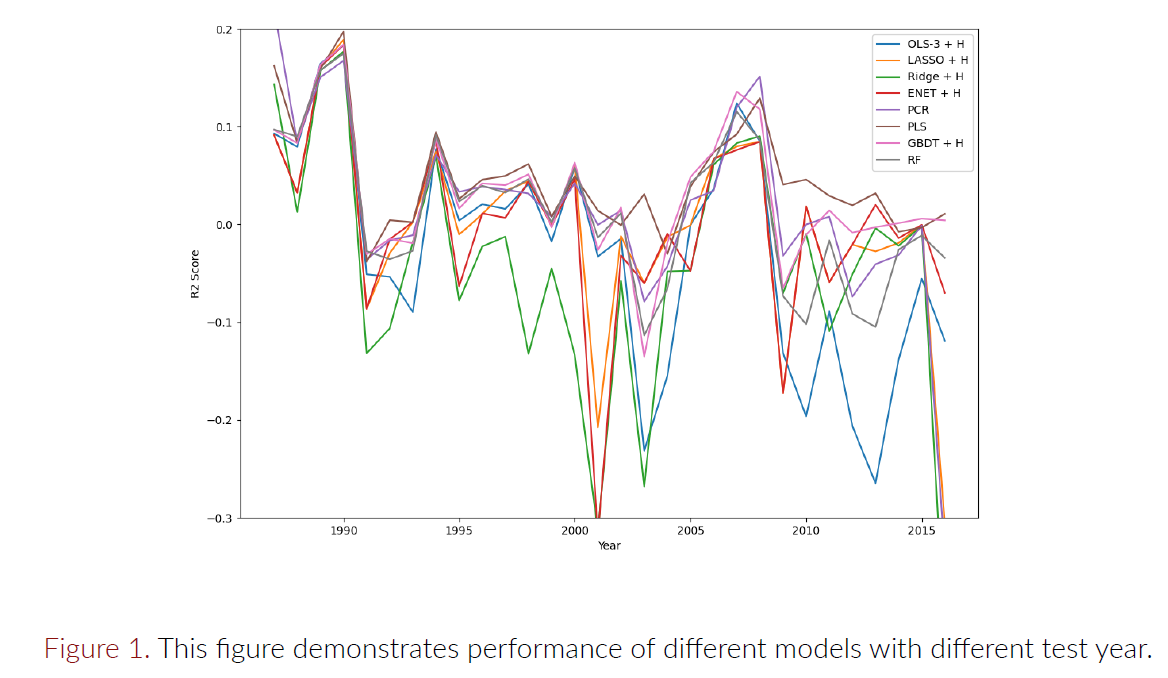 0.2
0.1
0.0
−0.1
−0.2
−0.3
R2 Score
1990
1995
2000
2005
2010
2015
Year
OLS-3 + H
LASSO + H
Ridge + H
ENET + H
PCR
PLS
GBDT + H
RF
Figure 1. This figure demonstrates performance of different models with different test year.